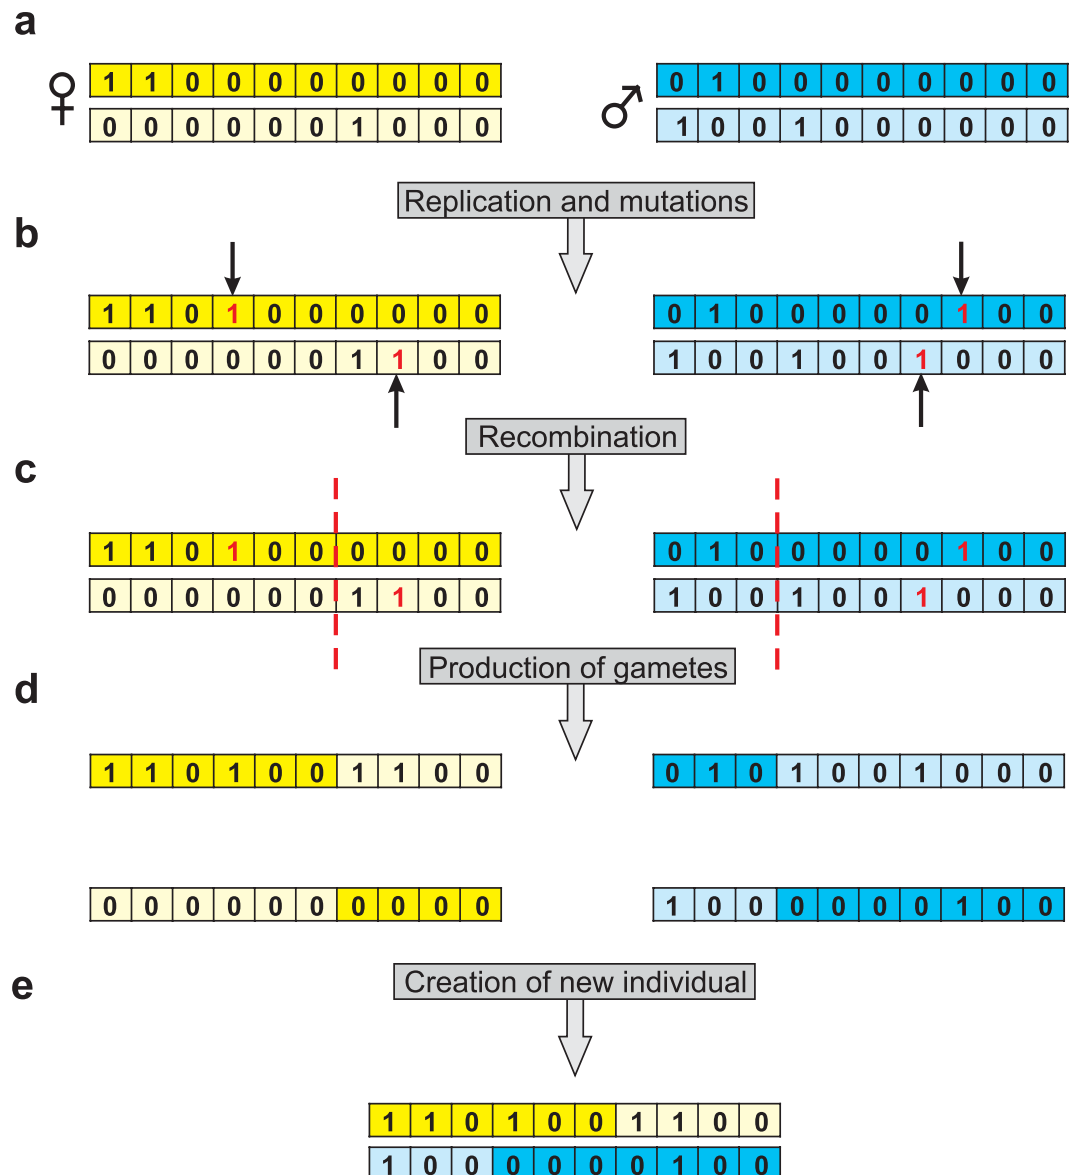 a
♀ 1 1 0 0 0 0 0 0 0 0 0 1 0 0 0 0 0 0 0 0
0 0 0 0 0 0 1 0 0 0 ♂ 1 0 0 1 0 0 0 0 0 0
Replication and mutations
b
1 1 0 1 0 0 0 0 0 0 0 1 0 0 0 0 0 1 0 0
0 0 0 0 0 0 1 1 0 0 1 0 0 1 0 0 1 0 0 0
Recombination
c
1 1 0 1 0 0 0 0 0 0 0 1 0 0 0 0 0 1 0 0
0 0 0 0 0 0 1 1 0 0 1 0 0 1 0 0 1 0 0 0
Production of gametes
d
1 1 0 1 0 0 1 1 0 0 0 1 0 1 0 0 1 0 0 0
0 0 0 0 0 0 0 0 0 0 1 0 0 0 0 0 0 1 0 0
Creation of new individual
e
1 1 0 1 0 0 1 1 0 0
1 0 0 0 0 0 0 1 0 0